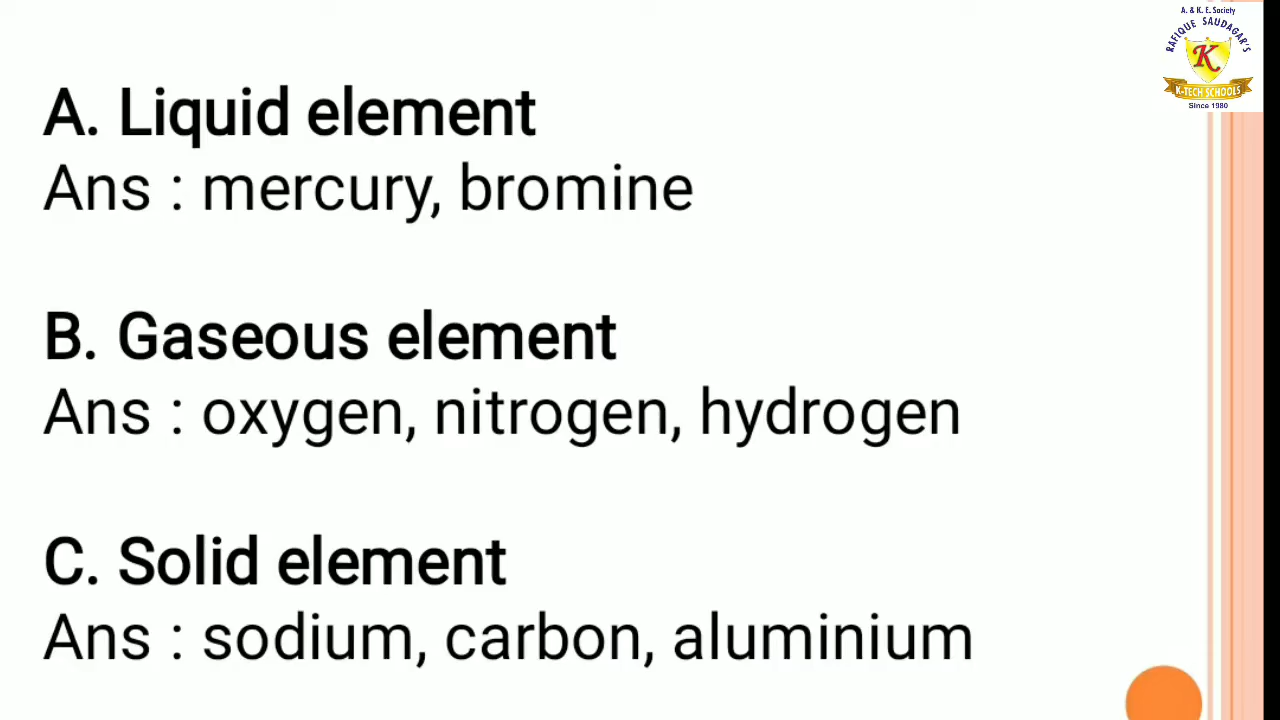 A. & K. E. Society
RAFIQUE SAUDAGAR'S
K
K-TECH SCHOOLS
Since 1980
A. Liquid element
Ans : mercury, bromine
B. Gaseous element
Ans : oxygen, nitrogen, hydrogen
C. Solid element
Ans : sodium, carbon, aluminium